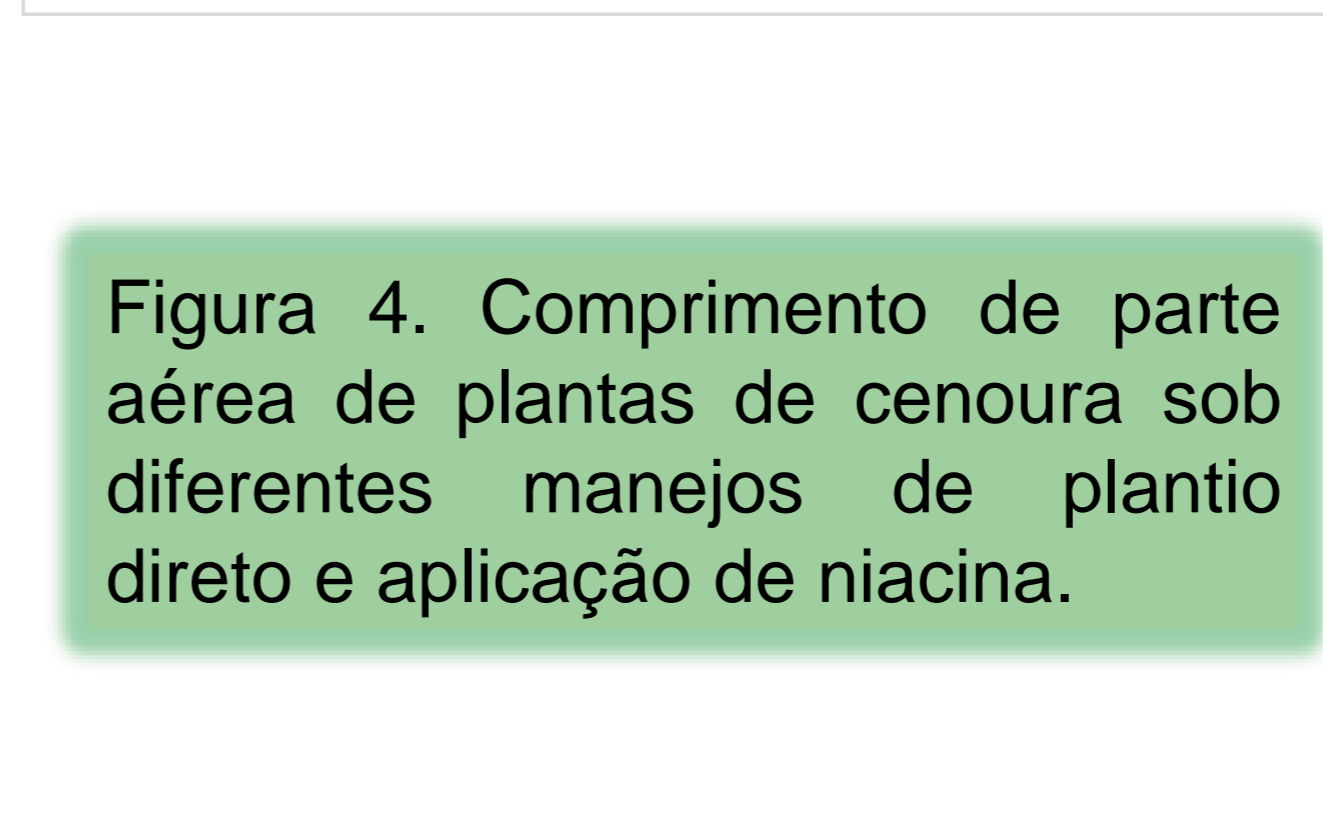 Figura 4. Comprimento de parte
aérea de plantas de cenoura sob
diferentes manejos de plantio
direto e aplicação de niacina.